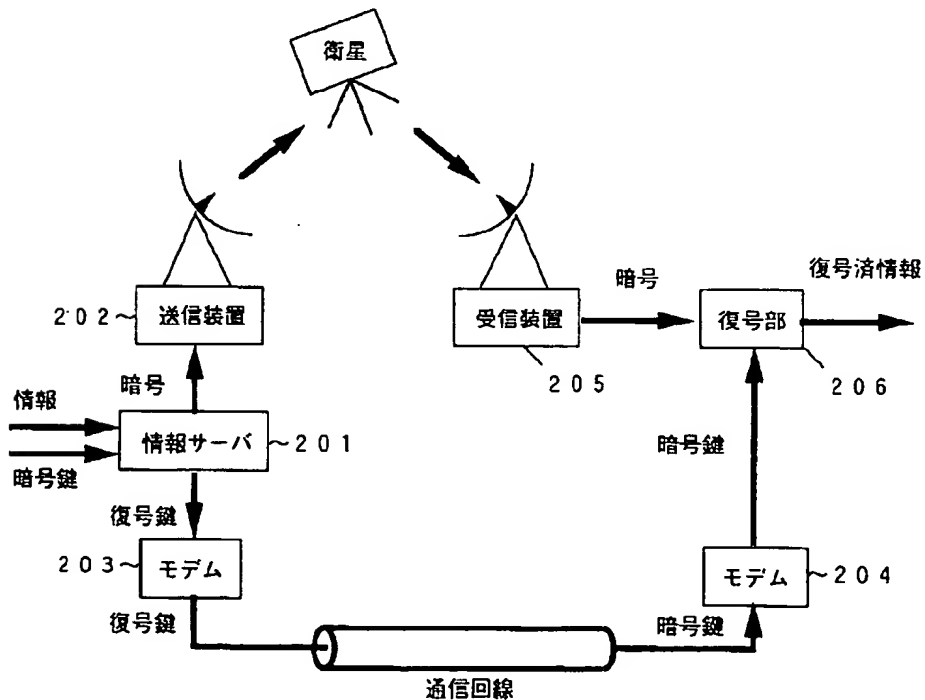 衛星
202
送信装置
受信装置
205
暗号
復号部
復号済情報
206
暗号
情報
暗号鍵
情報サーバ
201
復号鍵
203
モデム
復号鍵
通信回線
暗号鍵
モデム
204
暗号鍵